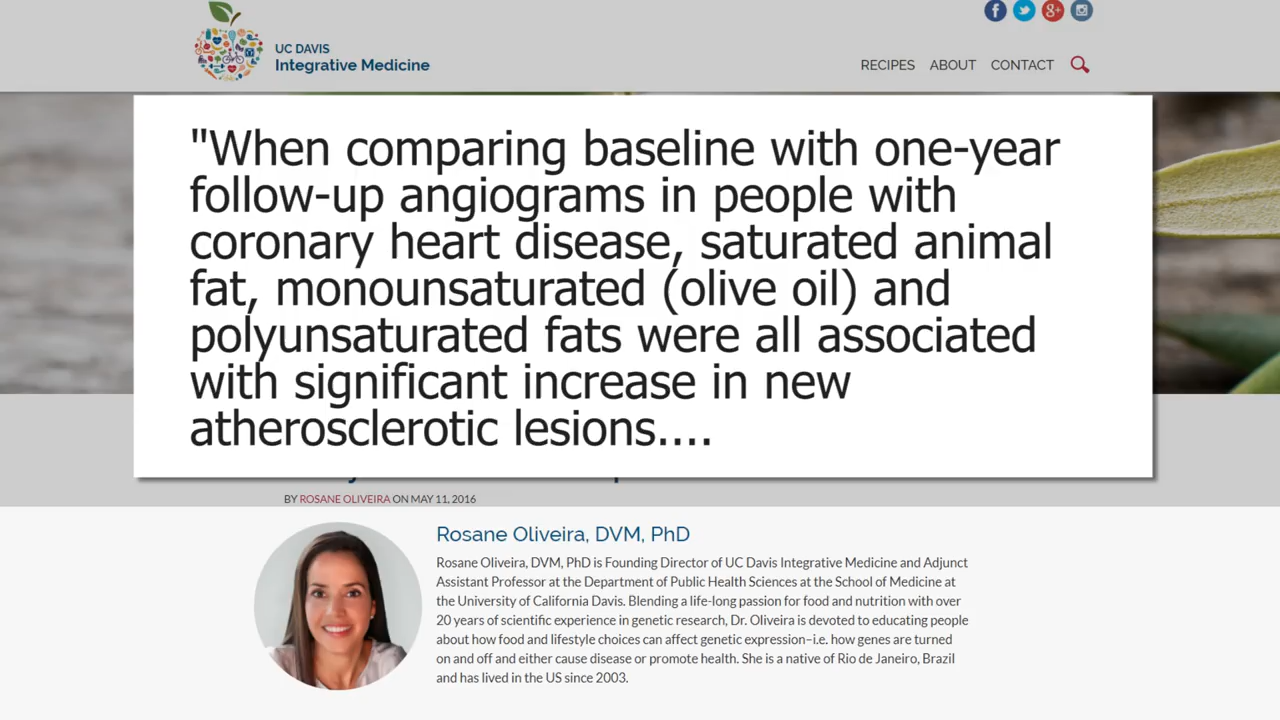 UC DAVIS
Integrative Medicine
RECIPES ABOUT CONTACT
"When comparing baseline with one-year
follow-up angiograms in people with
coronary heart disease, saturated animal
fat, monounsaturated (olive oil) and
polyunsaturated fats were all associated
with significant increase in new
atherosclerotic lesions....
BY ROSANE OLIVEIRA ON MAY 11, 2016
Rosane Oliveira, DVM, PhD
Rosane Oliveira, DVM, PhD is Founding Director of UC Davis Integrative Medicine and Adjunct
Assistant Professor at the Department of Public Health Sciences at the School of Medicine at
the University of California Davis. Blending a life-long passion for food and nutrition with over
20 years of scientific experience in genetic research, Dr. Oliveira is devoted to educating people
about how food and lifestyle choices can affect genetic expression–i.e. how genes are turned
on and off and either cause disease or promote health. She is a native of Rio de Janeiro, Brazil
and has lived in the US since 2003.